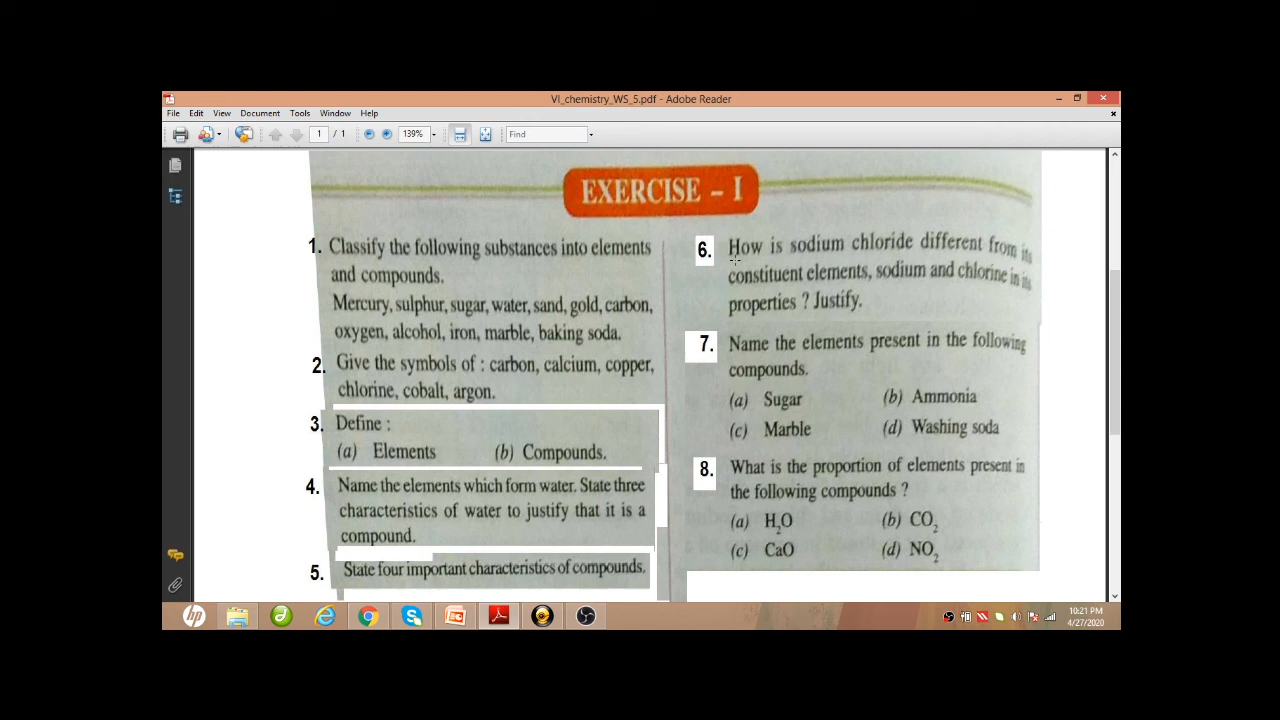 VI_chemistry_WS_5.pdf - Adobe Reader
File Edit View Document Tools Window Help
1 / 1 139% Find
EXERCISE – I
1. Classify the following substances into elements
and compounds.
Mercury, sulphur, sugar, water, sand, gold, carbon,
oxygen, alcohol, iron, marble, baking soda.
2. Give the symbols of : carbon, calcium, copper,
chlorine, cobalt, argon.
3. Define :
(a) Elements (b) Compounds.
4. Name the elements which form water. State three
characteristics of water to justify that it is a
compound.
5. State four important characteristics of compounds.
6. How is sodium chloride different from its
constituent elements, sodium and chlorine in its
properties ? Justify.
7. Name the elements present in the following
compounds.
(a) Sugar (b) Ammonia
(c) Marble (d) Washing soda
8. What is the proportion of elements present in
the following compounds ?
(a) H₂O (b) CO₂
(c) CaO (d) NO₂
hp
10:21 PM
4/27/2020